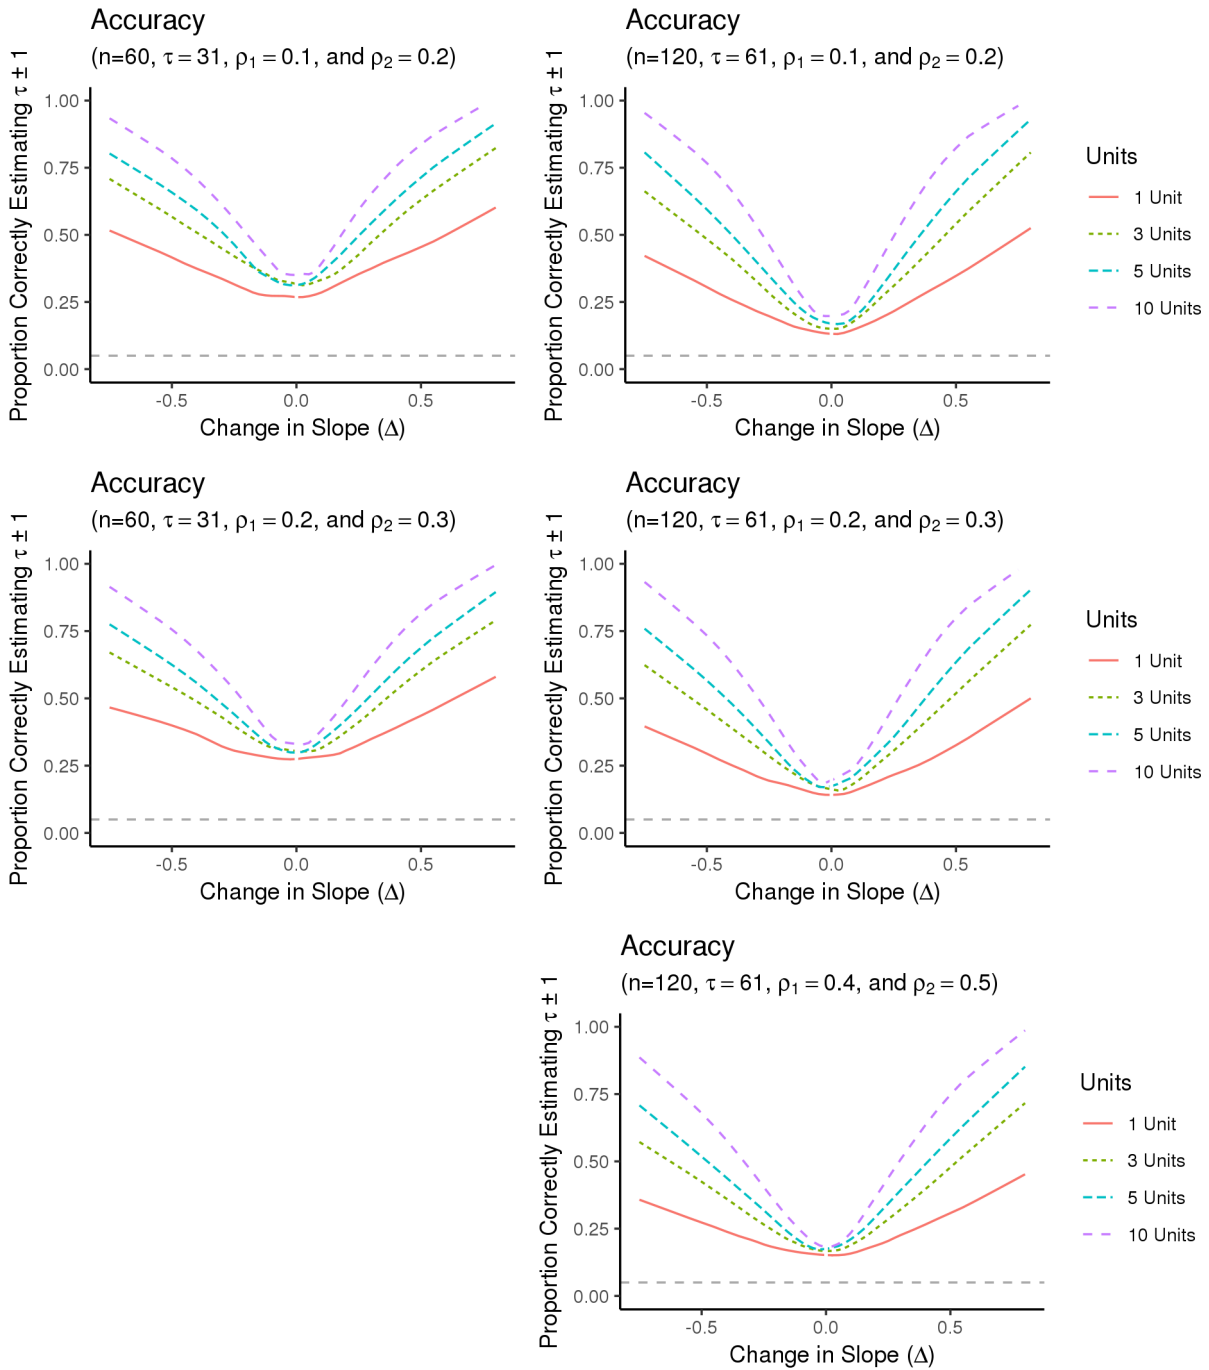 Accuracy
(n=60, τ = 31, ρ₁ = 0.1, and ρ₂ = 0.2)
Proportion Correctly Estimating τ ± 1
1.00
0.75
0.50
0.25
0.00
-0.5 0.0 0.5
Change in Slope (Δ)
Accuracy
(n=120, τ = 61, ρ₁ = 0.1, and ρ₂ = 0.2)
Proportion Correctly Estimating τ ± 1
1.00
0.75
0.50
0.25
0.00
-0.5 0.0 0.5
Change in Slope (Δ)
Units
1 Unit
3 Units
5 Units
10 Units
Accuracy
(n=60, τ = 31, ρ₁ = 0.2, and ρ₂ = 0.3)
Proportion Correctly Estimating τ ± 1
1.00
0.75
0.50
0.25
0.00
-0.5 0.0 0.5
Change in Slope (Δ)
Accuracy
(n=120, τ = 61, ρ₁ = 0.2, and ρ₂ = 0.3)
Proportion Correctly Estimating τ ± 1
1.00
0.75
0.50
0.25
0.00
-0.5 0.0 0.5
Change in Slope (Δ)
Units
1 Unit
3 Units
5 Units
10 Units
Accuracy
(n=120, τ = 61, ρ₁ = 0.4, and ρ₂ = 0.5)
Proportion Correctly Estimating τ ± 1
1.00
0.75
0.50
0.25
0.00
-0.5 0.0 0.5
Change in Slope (Δ)
Units
1 Unit
3 Units
5 Units
10 Units